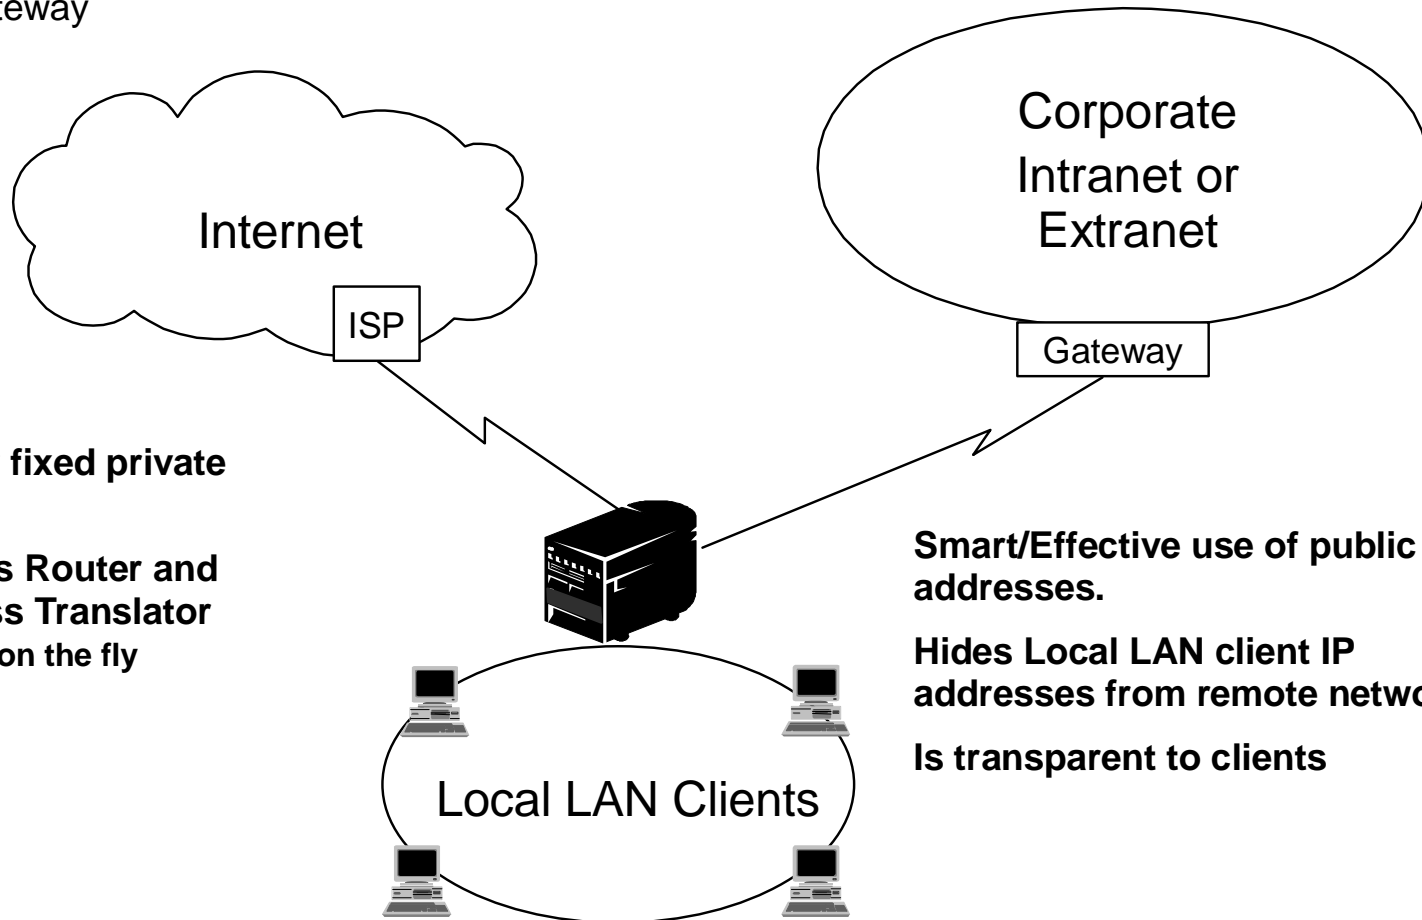 teway
Internet
ISP
Corporate
Intranet or
Extranet
Gateway
fixed private
s Router and
ss Translator
on the fly
Smart/Effective use of public
addresses.
Hides Local LAN client IP
addresses from remote netwo
Is transparent to clients
Local LAN Clients